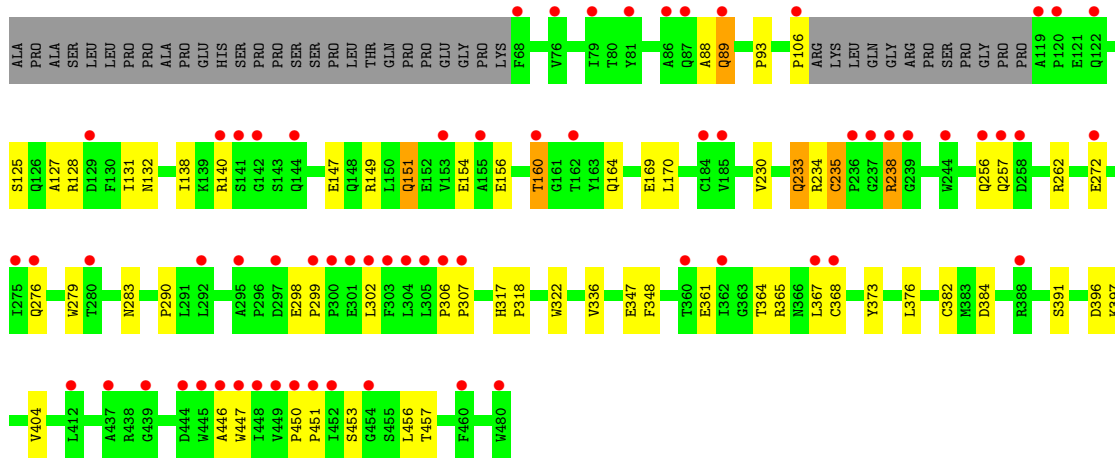 ALA PRO ALA SER LEU LEU PRO PRO ALA PRO PRO GLU HIS SER PRO PRO SER SER PRO LEU THR GLN PRO PRO GLU GLY PRO LYS F68 V76 I79 T80 Y81 A86 Q87 A88 Q89 P93 P106 ARG LYS LEU GLN GLY ARG PRO SER PRO GLY PRO PRO A119 P120 E121 Q122
S125 Q126 A127 R128 D129 F130 I131 N132 I138 K139 R140 S141 G142 S143 Q144 E147 Q148 R149 L150 Q151 E152 V153 E154 A155 E156 T160 G161 T162 Y163 Q164 E169 L170 C184 V185 V230 Q233 R234 C235 P236 G237 R238 G239 W244 Q256 Q257 D258 R262 E272
I275 Q276 W279 T280 N283 P290 L291 L292 A295 P296 D297 E298 P299 P300 E301 L302 F303 L304 L305 P306 P307 H317 P318 W322 V336 E347 F348 T360 E361 I362 G363 T364 R365 N366 L367 C368 Y373 L376 C382 M383 D384 R388 S391 D396 K397
V404 L412 A437 R438 G439 D444 W445 A446 W447 I448 V449 P450 P451 I452 S453 G454 S455 L456 T457 F460 W480